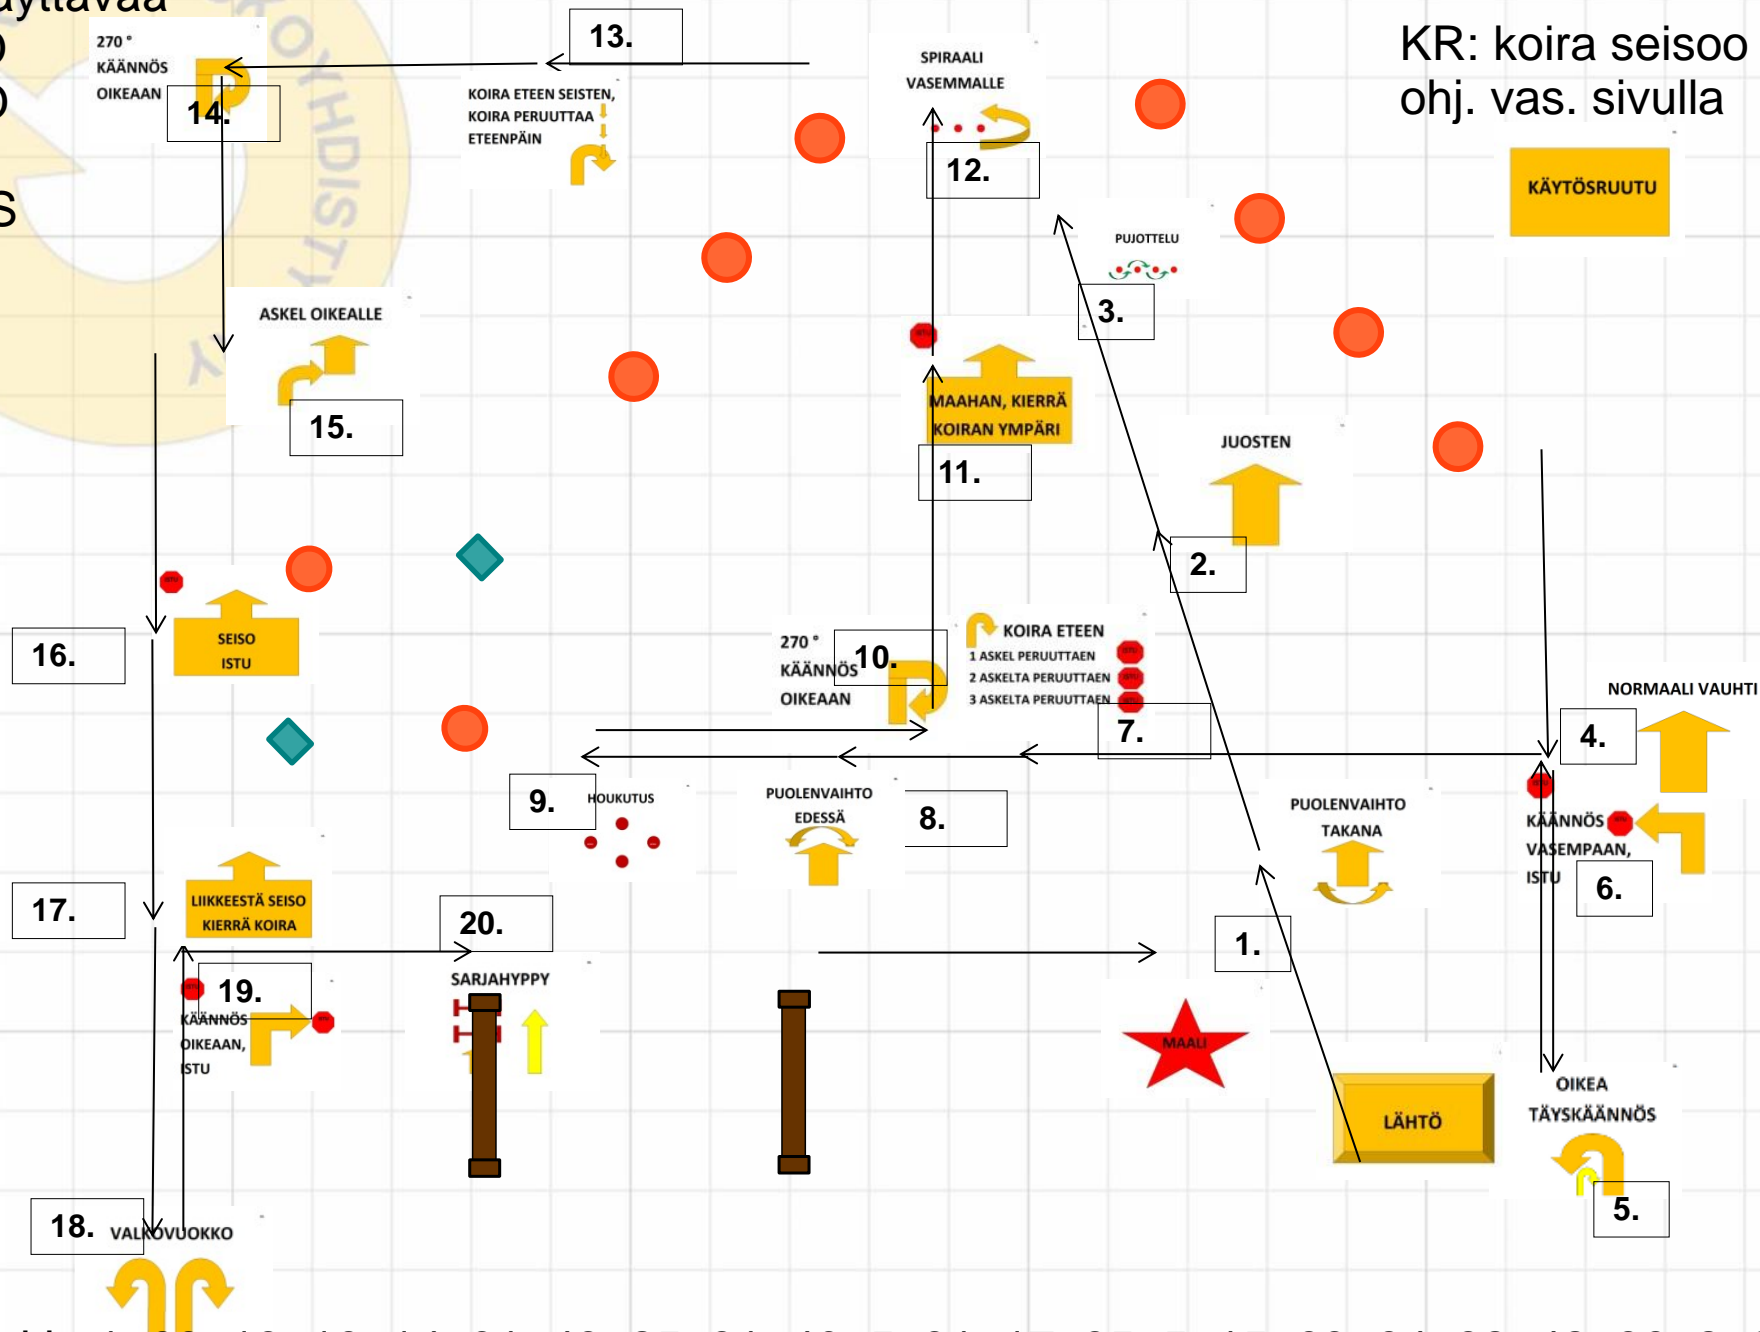 KR: koira seisoo
ohj. vas. sivulla
KÄYTÖSRUUTU
270 °
KÄÄNNÖS
OIKEAAN
14.
13.
KOIRA ETEEN SEISTEN,
KOIRA PERUUTTAA
ETEENPÄIN
SPIRAALI
VASEMMALLE
12.
PUJOTTELU
3.
ASKEL OIKEALLE
15.
MAAHAN, KIERRÄ
KOIRAN YMPÄRI
11.
JUOSTEN
2.
16.
SEISO
ISTU
270 °
KÄÄNNÖS
OIKEAAN
10.
KOIRA ETEEN
1 ASKEL PERUUTTAEN
2 ASKELTA PERUUTTAEN
3 ASKELTA PERUUTTAEN
7.
NORMAALI VAUHTI
4.
9.
HOUKUTUS
PUOLENVAIHTO
EDESSÄ
8.
PUOLENVAIHTO
TAKANA
1.
KÄÄNNÖS
VASEMPAAN,
ISTU
6.
17.
LIIKKEESTÄ SEISO
KIERRÄ KOIRA
19.
KÄÄNNÖS
OIKEAAN,
ISTU
20.
SARJAHYPPY
MAALI
LÄHTÖ
OIKEA
TÄYSKÄÄNNÖS
5.
18.
VALKOVUOKKO